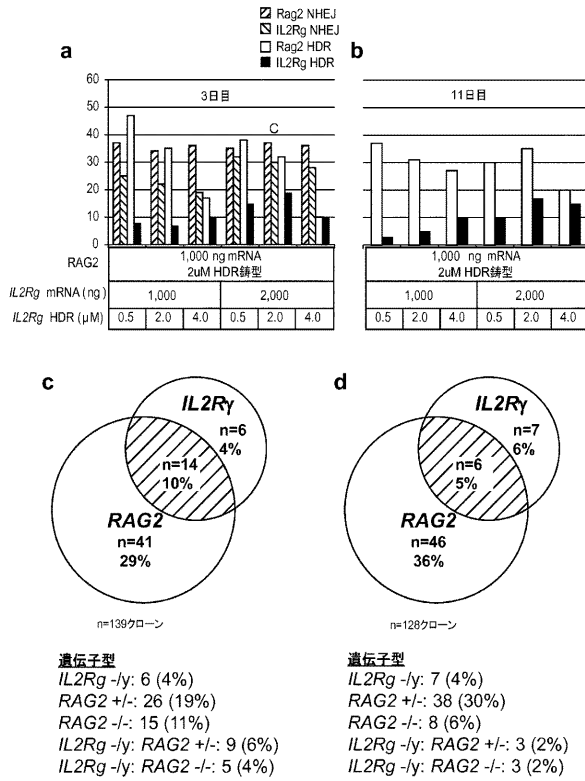 Rag2 NHEJ
IL2Rg NHEJ
Rag2 HDR
IL2Rg HDR
a
b
60
50
40
30
20
10
0
3日目
C
11日目
RAG2
1,000 ng mRNA
2uM HDR鋳型
1,000 ng mRNA
2uM HDR鋳型
IL2Rg mRNA (ng)
1,000
2,000
1,000
2,000
IL2Rg HDR (μM)
0.5
2.0
4.0
0.5
2.0
4.0
0.5
2.0
4.0
0.5
2.0
4.0
c
IL2Rγ
n=6
4%
n=14
10%
RAG2
n=41
29%
n=139クローン
遺伝子型
IL2Rg -/y: 6 (4%)
RAG2 +/-: 26 (19%)
RAG2 -/-: 15 (11%)
IL2Rg -/y: RAG2 +/-: 9 (6%)
IL2Rg -/y: RAG2 -/-: 5 (4%)
d
IL2Rγ
n=7
6%
n=6
5%
RAG2
n=46
36%
n=128クローン
遺伝子型
IL2Rg -/y: 7 (4%)
RAG2 +/-: 38 (30%)
RAG2 -/-: 8 (6%)
IL2Rg -/y: RAG2 +/-: 3 (2%)
IL2Rg -/y: RAG2 -/-: 3 (2%)